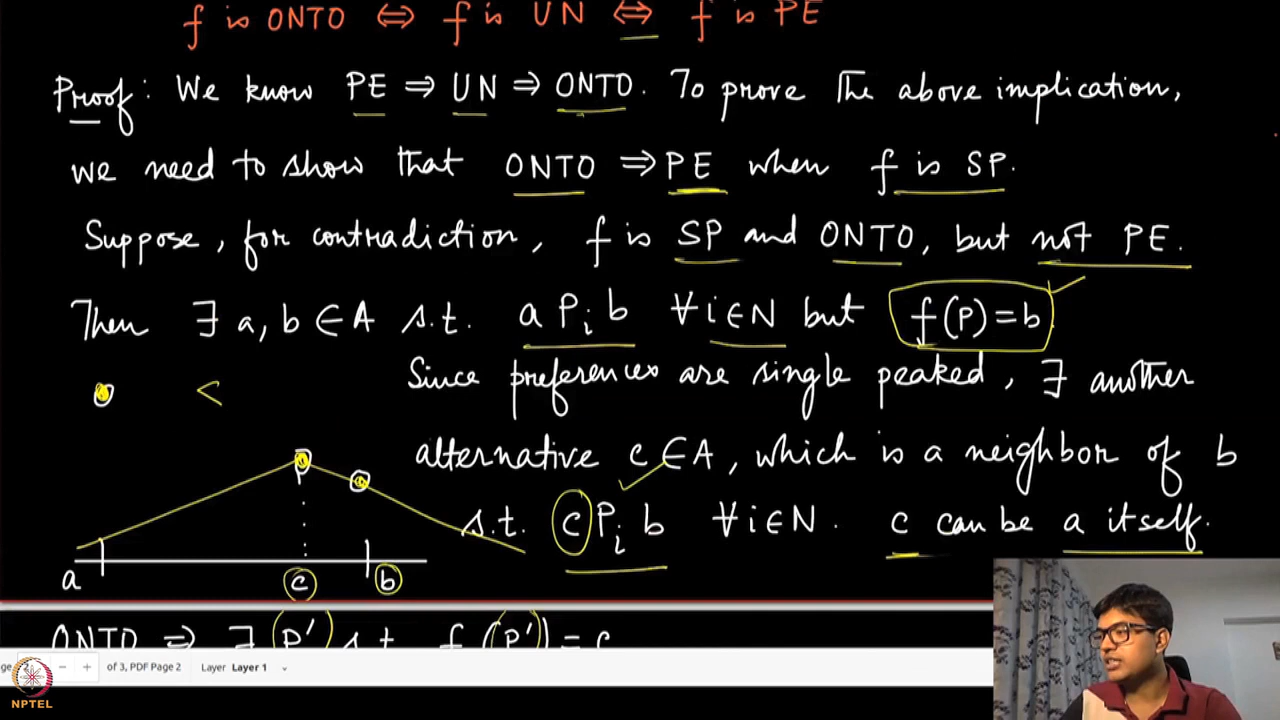 f is ONTO ⇔ f is UN ⇔ f is PE
Proof: We know PE ⇒ UN ⇒ ONTO. To prove the above implication,
we need to show that ONTO ⇒ PE when f is SP.
Suppose, for contradiction, f is SP and ONTO, but not PE.
Then ∃ a, b ∈ A s.t. a P_i b ∀ i ∈ N but f(P) = b
<
Since preferences are single peaked, ∃ another
alternative c ∈ A, which is a neighbor of b
s.t. c P_i b ∀ i ∈ N. c can be a itself.
a c b
ONTO ⇒ ∃ P' s.t. f(P') = c
of 3, PDF Page 2 Layer Layer 1
NPTEL